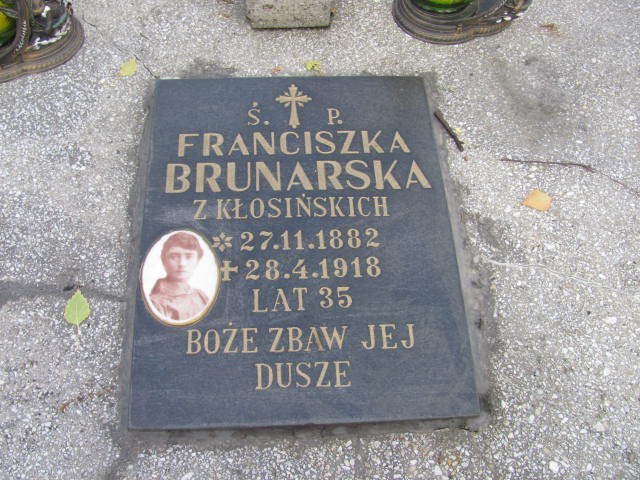 Ś. P.
FRANCISZKA
BRUNARSKA
Z KŁOSIŃSKICH
27.11.1882
28.4.1918
LAT 35
BOŻE ZBAW JEJ
DUSZE